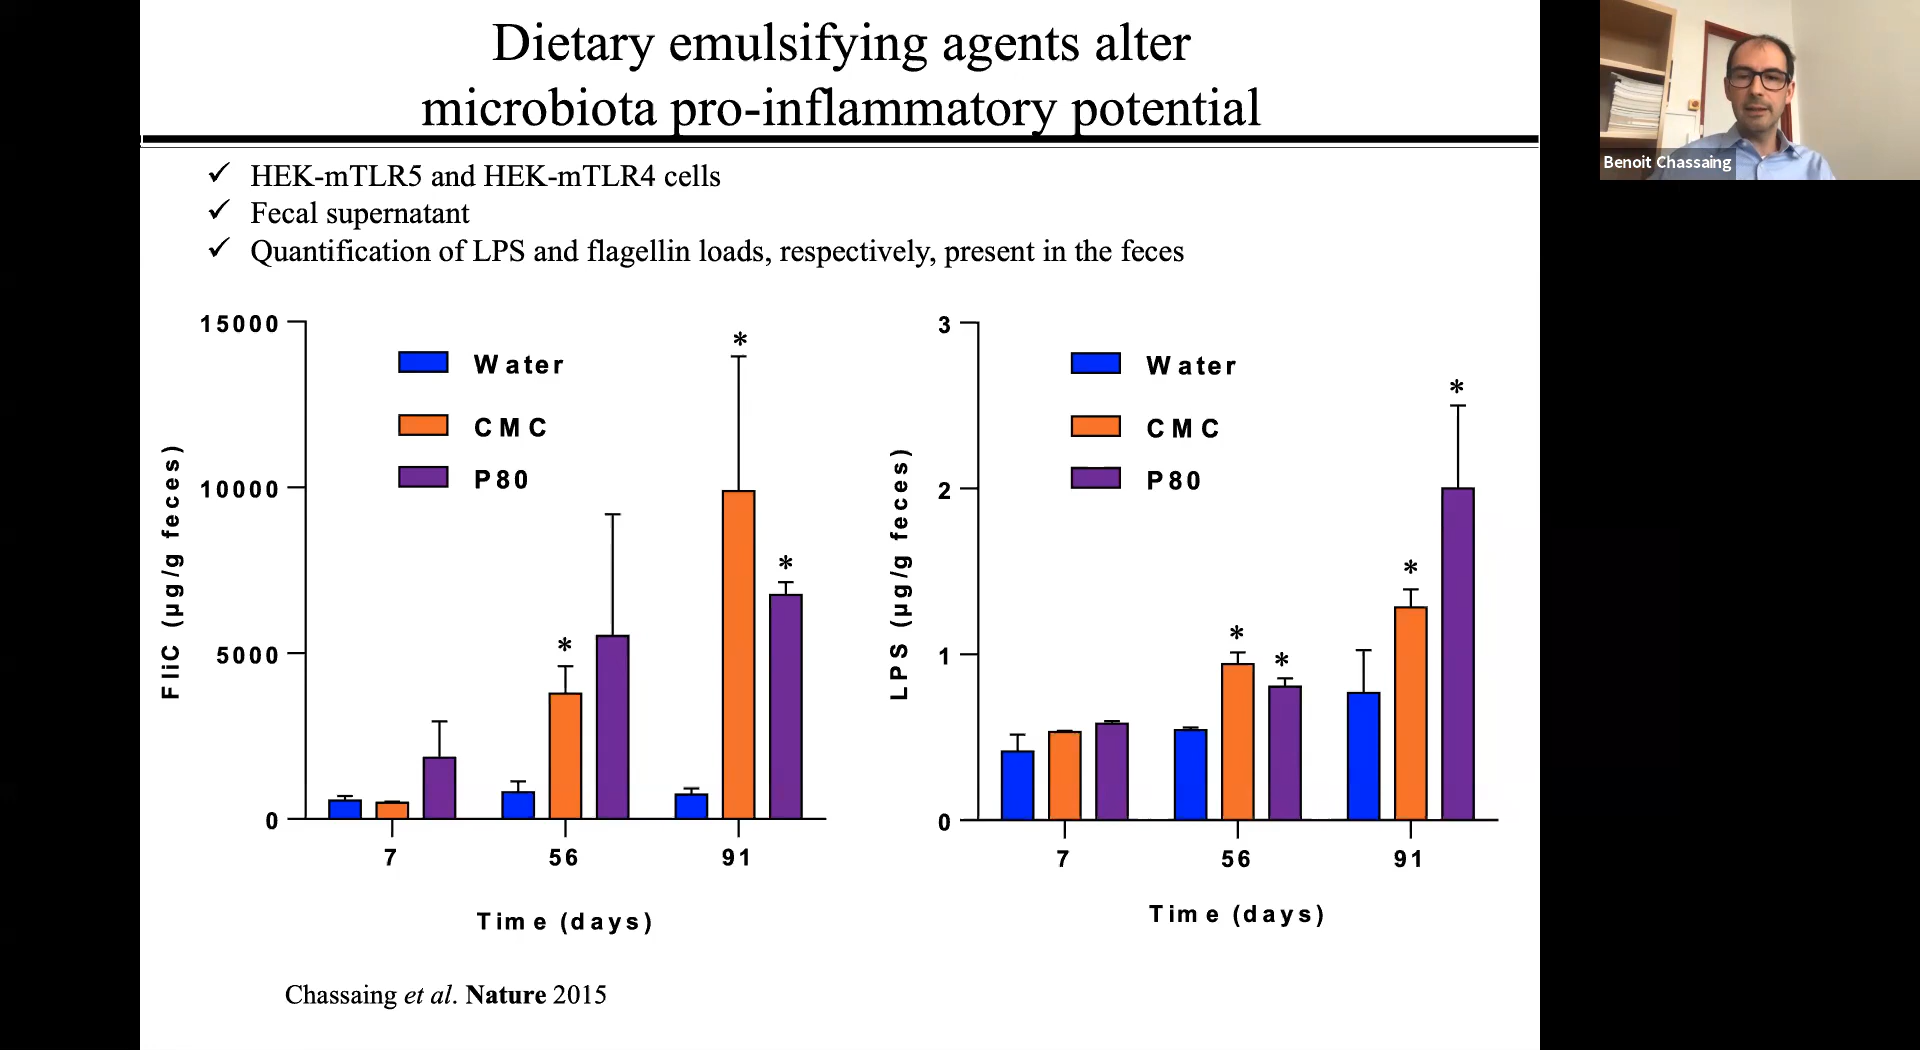 Dietary emulsifying agents alter
microbiota pro-inflammatory potential
✓ HEK-mTLR5 and HEK-mTLR4 cells
✓ Fecal supernatant
✓ Quantification of LPS and flagellin loads, respectively, present in the feces
FliC (µg/g feces)
15000
10000
5000
0
Water
CMC
P80
*
*
*
7
56
91
Time (days)
LPS (µg/g feces)
3
2
1
0
Water
CMC
P80
*
*
*
*
7
56
91
Time (days)
Chassaing et al. Nature 2015
Benoit Chassaing